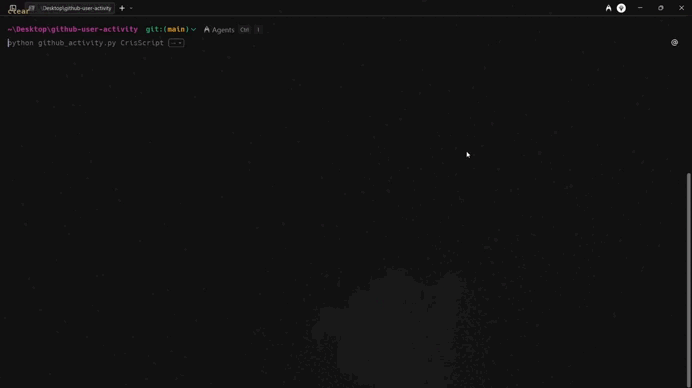 clear
Desktop\github-user-activity
~\Desktop\github-user-activity git:(main) Agents Ctrl I
python github_activity.py CrisScript